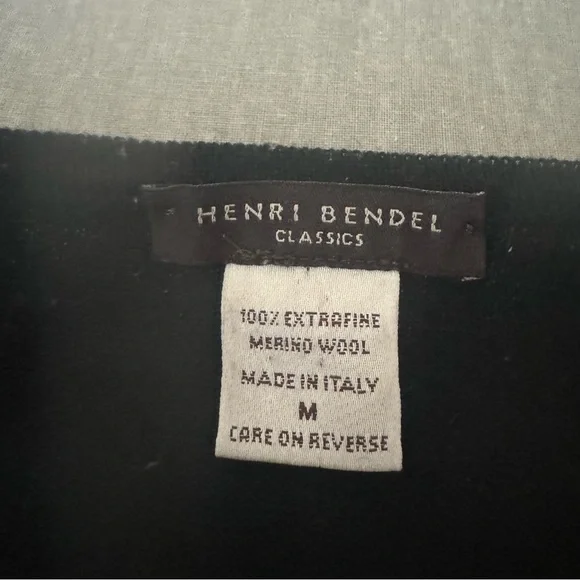 HENRI BENDEL
CLASSICS
100% EXTRAFINE
MERINO WOOL
MADE IN ITALY
M
CARE ON REVERSE